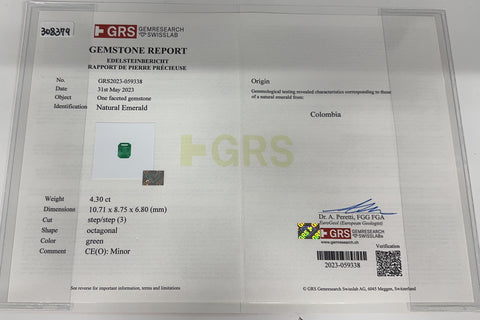 308379
GRS GEMRESEARCH SWISSLAB
GEMSTONE REPORT
EDELSTEINBERICHT
RAPPORT DE PIERRE PRÉCIEUSE
No. GRS2023-059338
Date 31st May 2023
Object One faceted gemstone
Identification Natural Emerald
GRS
Weight 4.30 ct
Dimensions 10.71 x 8.75 x 6.80 (mm)
Cut step/step (3)
Shape octagonal
Color green
Comment CE(O): Minor
See reverse for important information, terms and limitations
Origin
Gemmological testing revealed characteristics corresponding to those
of a natural emerald from:
Colombia
Dr. A. Peretti, FGG FGA
EuroGeol (European Geologist)
GRS GEMRESEARCH SWISSLAB
www.gemresearch.ch
Verification
2023-059338
© GRS Gemresearch Swisslab AG, 6045 Meggen, Switzerland